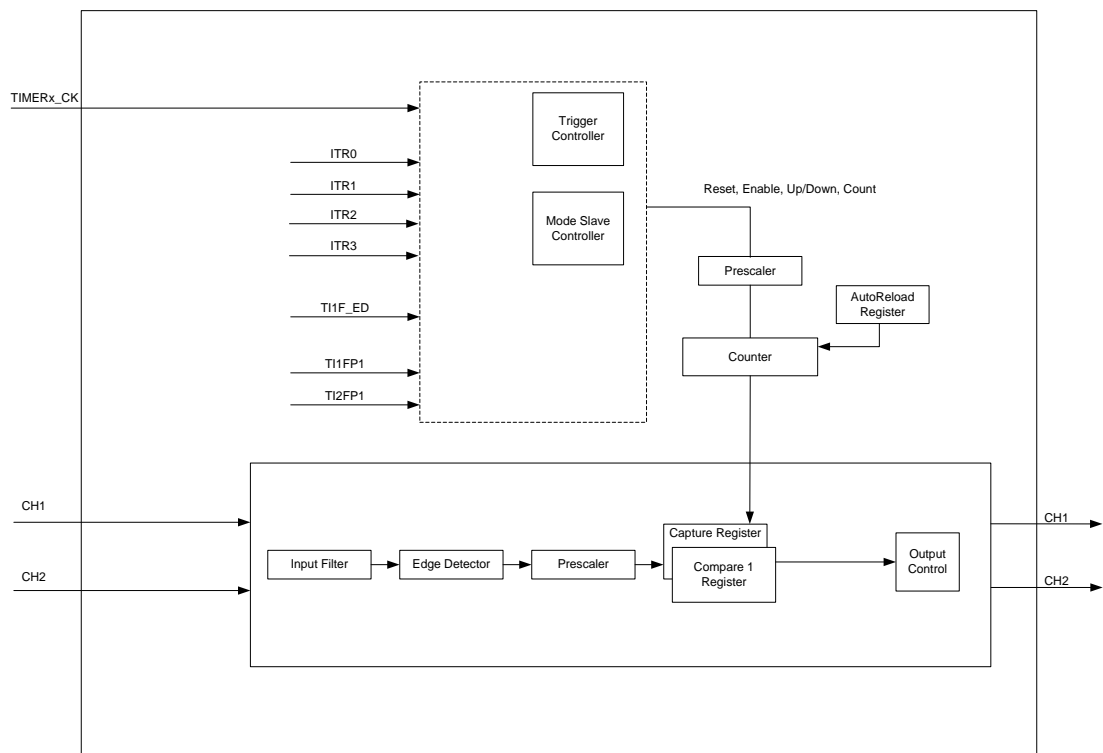 TIMERx_CK
Trigger
Controller
ITR0
ITR1
ITR2
ITR3
Mode Slave
Controller
Reset, Enable, Up/Down, Count
Prescaler
AutoReload
Register
TI1F_ED
Counter
TI1FP1
TI2FP1
CH1
CH2
Input Filter
Edge Detector
Prescaler
Capture Register
Compare 1
Register
Output
Control
CH1
CH2